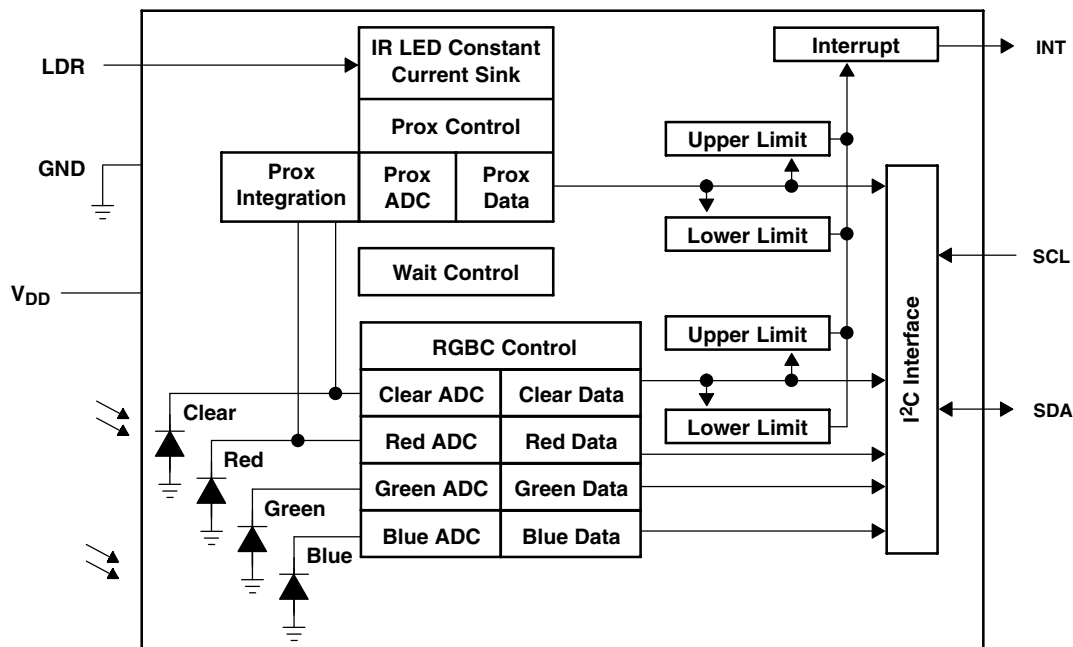 LDR
GND
VDD
IR LED Constant
Current Sink
Prox Control
Prox
Integration
Prox
ADC
Prox
Data
Wait Control
RGBC Control
Clear ADC
Clear Data
Red ADC
Red Data
Green ADC
Green Data
Blue ADC
Blue Data
Clear
Red
Green
Blue
Interrupt
Upper Limit
Lower Limit
Upper Limit
Lower Limit
I2C Interface
INT
SCL
SDA